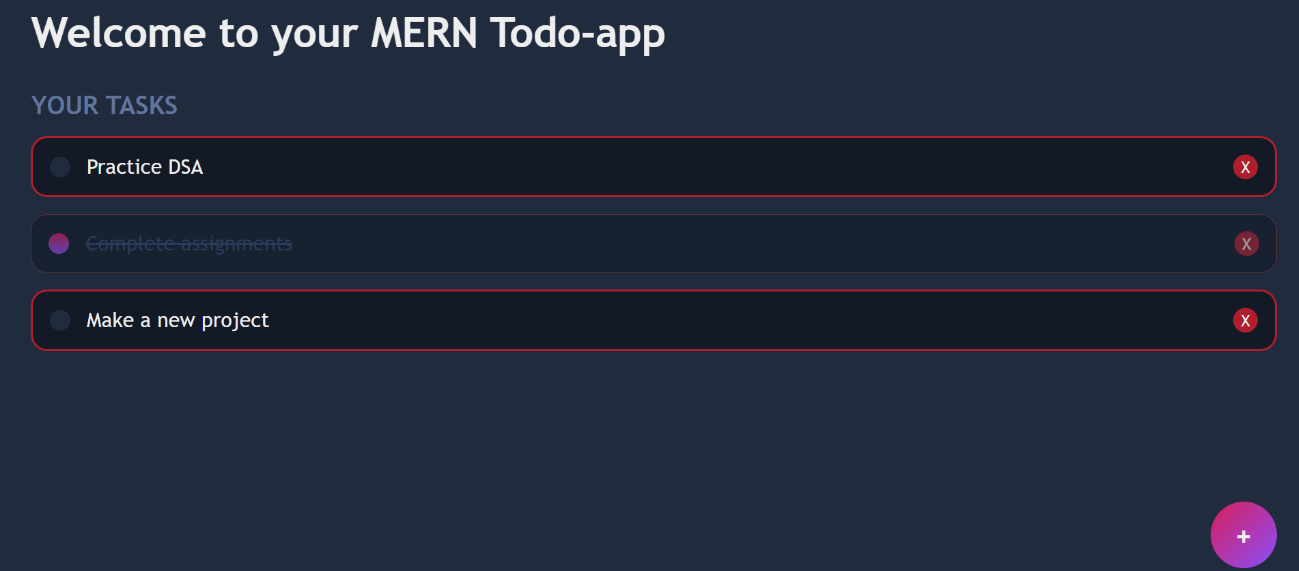 Welcome to your MERN Todo-app
YOUR TASKS
Practice DSA X
Complete assignments X
Make a new project X
+